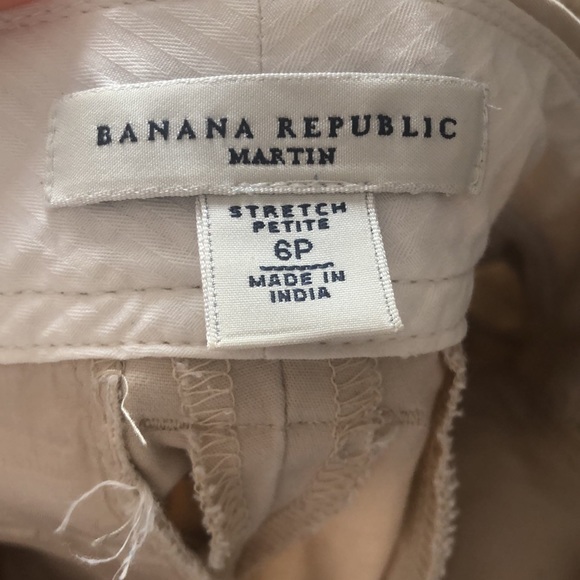 BANANA REPUBLIC
MARTIN
STRETCH
PETITE
6P
MADE IN
INDIA